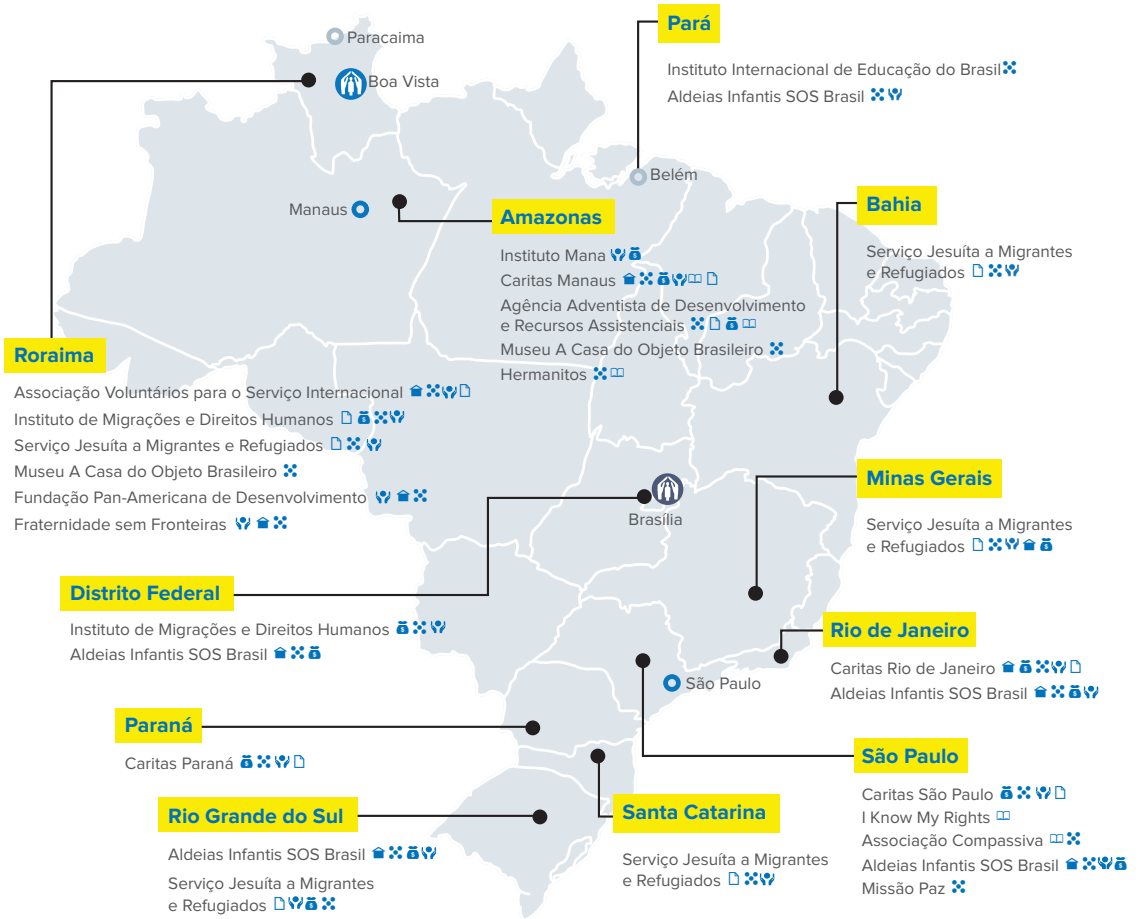 Paracaima
Boa Vista
Pará
Instituto Internacional de Educação do Brasil
Aldeias Infantis SOS Brasil
Belém
Manaus
Amazonas
Instituto Mana
Caritas Manaus
Agência Adventista de Desenvolvimento
e Recursos Assistenciais
Museu A Casa do Objeto Brasileiro
Hermanitos
Bahia
Serviço Jesuíta a Migrantes
e Refugiados
Roraima
Associação Voluntários para o Serviço Internacional
Instituto de Migrações e Direitos Humanos
Serviço Jesuíta a Migrantes e Refugiados
Museu A Casa do Objeto Brasileiro
Fundação Pan-Americana de Desenvolvimento
Fraternidade sem Fronteiras
Brasília
Minas Gerais
Serviço Jesuíta a Migrantes
e Refugiados
Distrito Federal
Instituto de Migrações e Direitos Humanos
Aldeias Infantis SOS Brasil
Rio de Janeiro
Caritas Rio de Janeiro
Aldeias Infantis SOS Brasil
São Paulo
Paraná
Caritas Paraná
São Paulo
Caritas São Paulo
I Know My Rights
Associação Compassiva
Aldeias Infantis SOS Brasil
Missão Paz
Rio Grande do Sul
Aldeias Infantis SOS Brasil
Serviço Jesuíta a Migrantes
e Refugiados
Santa Catarina
Serviço Jesuíta a Migrantes
e Refugiados